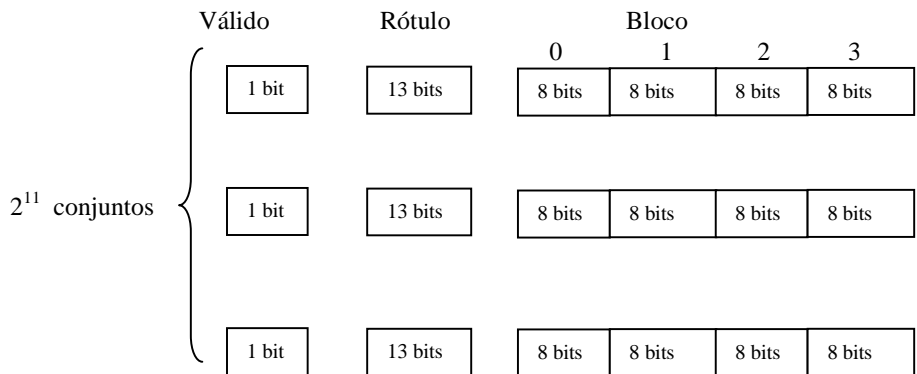 Válido Rótulo Bloco
0 1 2 3
1 bit 13 bits 8 bits 8 bits 8 bits 8 bits
2^11 conjuntos 1 bit 13 bits 8 bits 8 bits 8 bits 8 bits
1 bit 13 bits 8 bits 8 bits 8 bits 8 bits